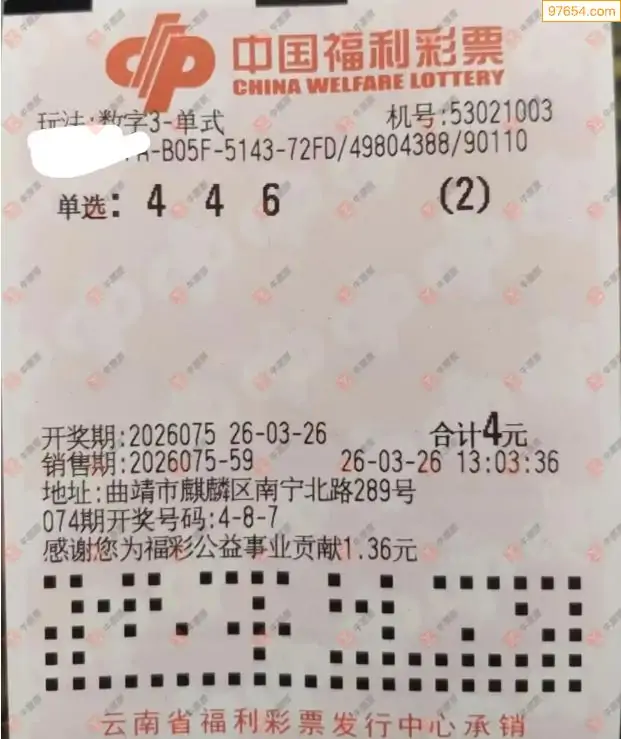 97654.com
中国福利彩票
CHINA WELFARE LOTTERY
玩法:数字3-单式 机号:53021003
-B05F-5143-72FD/49804388/90110
单选: 4 4 6 (2)
开奖期:2026075 26-03-26 合计4元
销售期:2026075-59 26-03-26 13:03:36
地址:曲靖市麒麟区南宁北路289号
074期开奖号码:4-8-7
感谢您为福彩公益事业贡献1.36元
云南省福利彩票发行中心承销